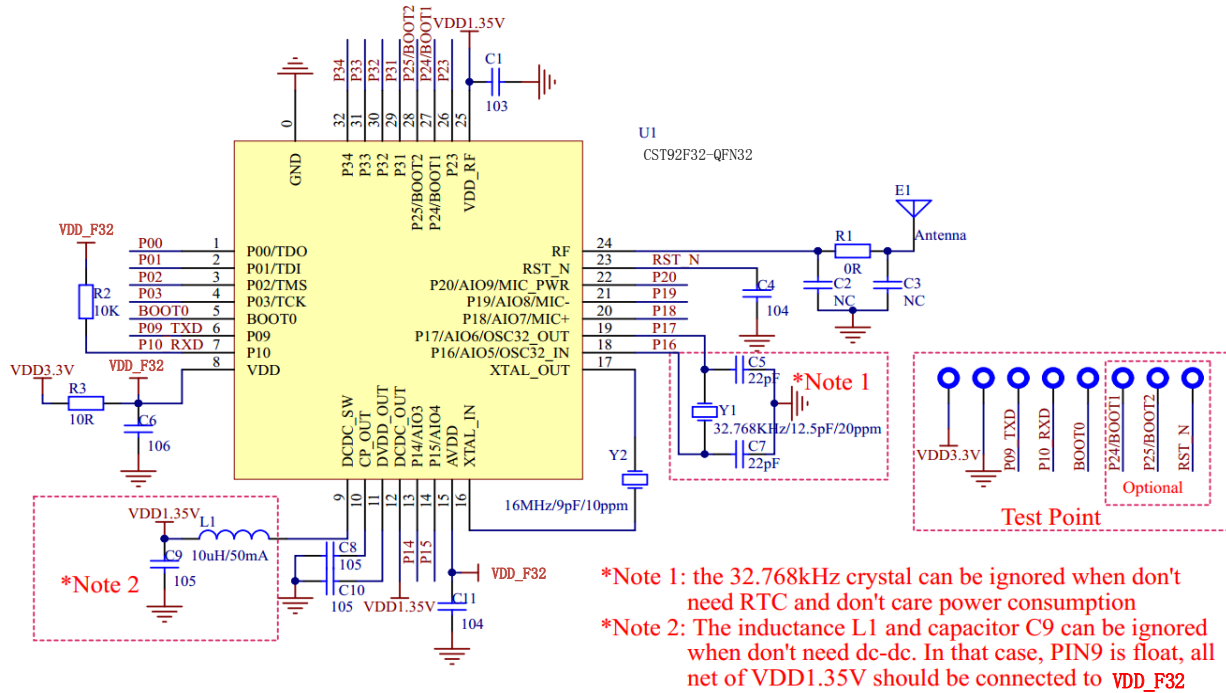 VDD1.35V
P34
P33
P32
P31
P25/BOOT2
P24/BOOT1
P23
C1
103
0
32
31
30
29
28
27
26
25
GND
P34
P33
P32
P31
P25/BOOT2
P24/BOOT1
P23
VDD_RF
U1
CST92F32-QFN32
E1
Antenna
R1
0R
C2
NC
C3
NC
VDD_F32
R2
10K
P00
1
P00/TDO
P01
2
P01/TDI
P02
3
P02/TMS
P03
4
P03/TCK
BOOT0
5
BOOT0
P09_TXD
6
P09
P10_RXD
7
P10
8
VDD
RF
24
RST_N
23
RST_N
P20/AIO9/MIC_PWR
22
P20
P19/AIO8/MIC-
21
P19
P18/AIO7/MIC+
20
P18
P17/AIO6/OSC32_OUT
19
P17
P16/AIO5/OSC32_IN
18
P16
XTAL_OUT
17
C4
104
VDD3.3V
R3
10R
VDD_F32
C6
106
DCDC_SW
CP_OUT
DVDD_OUT
DCDC_OUT
P14/AIO3
P15/AIO4
AVDD
XTAL_IN
9
10
11
12
13
14
15
16
C5
22pF
*Note 1
Y1
32.768KHz/12.5pF/20ppm
C7
22pF
Y2
16MHz/9pF/10ppm
VDD3.3V
P09_TXD
P10_RXD
BOOT0
P24/BOOT1
P25/BOOT2
RST_N
Optional
Test Point
VDD1.35V
L1
10uH/50mA
C9
105
*Note 2
C8
105
C10
105
VDD1.35V
P14
P15
VDD_F32
C11
104
*Note 1: the 32.768kHz crystal can be ignored when don't
need RTC and don't care power consumption
*Note 2: The inductance L1 and capacitor C9 can be ignored
when don't need dc-dc. In that case, PIN9 is float, all
net of VDD1.35V should be connected to VDD_F32